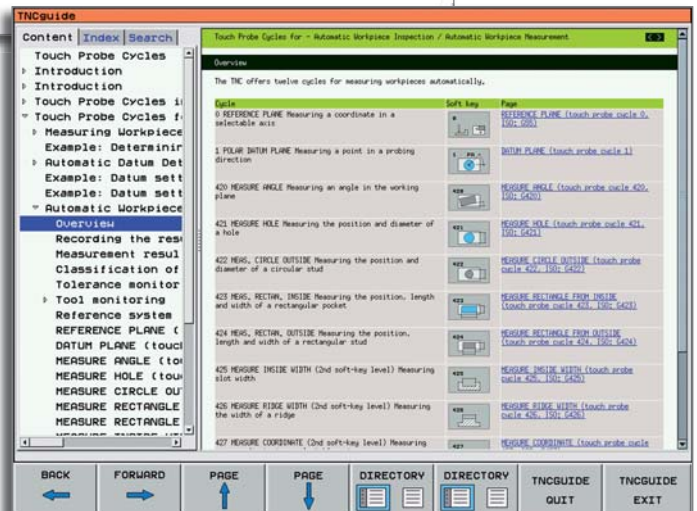 TNCguide
Content Index Search
Touch Probe Cycles
Introduction
Introduction
Touch Probe Cycles i
Touch Probe Cycles f
Measuring Workpiece
Example: Determinir
Automatic Datum Det
Example: Datum sett
Example: Datum sett
Automatic Workpiece
Overview
Recording the resu
Measurement resul
Classification of
Tolerance monitor
Tool monitoring
Reference system
REFERENCE PLANE (
DATUM PLANE (touch
MEASURE ANGLE (tou
MEASURE HOLE (touc
MEASURE CIRCLE OU
MEASURE RECTANGLE
MEASURE RECTANGLE
Touch Probe Cycles for - Automatic Workpiece Inspection / Automatic Workpiece Measurement
Overview
The TNC offers twelve cycles for measuring workpieces automatically.
Cycle Soft key Page
0 REFERENCE PLANE Measuring a coordinate in a
selectable axis
REFERENCE PLANE (touch probe cycle 0,
ISO: G55)
1 POLAR DATUM PLANE Measuring a point in a probing
direction
DATUM PLANE (touch probe cycle 1)
420 MEASURE ANGLE Measuring an angle in the working
plane
420
MEASURE ANGLE (touch probe cycle 420,
ISO: G420)
421 MEASURE HOLE Measuring the position and diameter of
a hole
421
MEASURE HOLE (touch probe cycle 421,
ISO: G421)
422 MEAS, CIRCLE OUTSIDE Measuring the position and
diameter of a circular stud
422
MEASURE CIRCLE OUTSIDE (touch probe
cycle 422, ISO: G422)
423 MEAS, RECTAN, INSIDE Measuring the position, length
and width of a rectangular pocket
423
MEASURE RECTANGLE FROM INSIDE
(touch probe cycle 423, ISO: G423)
424 MEAS, RECTAN, OUTSIDE Measuring the position,
length and width of a rectangular stud
424
MEASURE RECTANGLE FROM OUTSIDE
(touch probe cycle 424, ISO: G424)
425 MEASURE INSIDE WIDTH (2nd soft-key level) Measuring
slot width
425
MEASURE INSIDE WIDTH (touch probe
cycle 425, ISO: G425)
426 MEASURE RIDGE WIDTH (2nd soft-key level) Measuring
the width of a ridge
426
MEASURE RIDGE WIDTH (touch probe
cycle 426, ISO: G426)
427 MEASURE COORDINATE (2nd soft-key level) Measuring
427
MEASURE COORDINATE (touch probe cycle
BACK FORWARD PAGE PAGE DIRECTORY DIRECTORY TNCGUIDE TNCGUIDE
QUIT EXIT